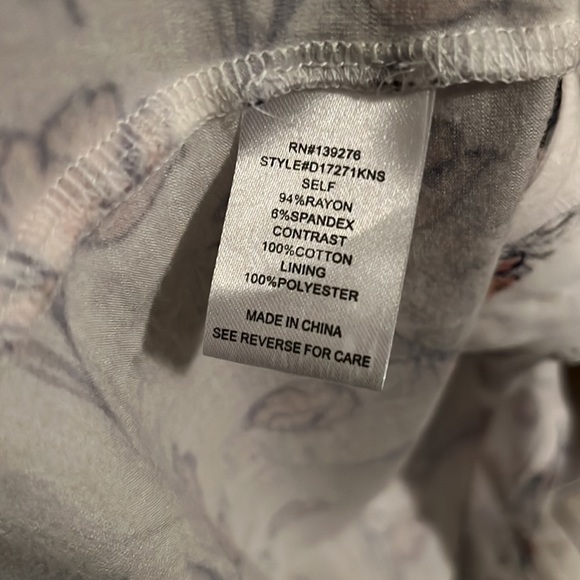 RN#139276
STYLE#D17271KNS
SELF
94%RAYON
6%SPANDEX
CONTRAST
100%COTTON
LINING
100%POLYESTER
MADE IN CHINA
SEE REVERSE FOR CARE